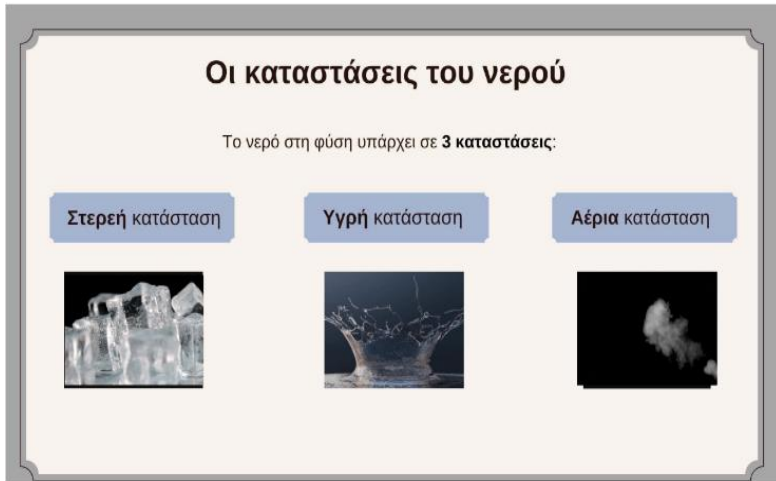 Οι καταστάσεις του νερού
Το νερό στη φύση υπάρχει σε 3 καταστάσεις:
Στερεή κατάσταση
Υγρή κατάσταση
Αέρια κατάσταση